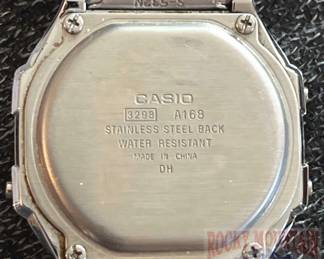 CASIO
3298 A168
STAINLESS STEEL BACK
WATER RESISTANT
MADE IN CHINA
DH
ROCKY MOUNTAIN